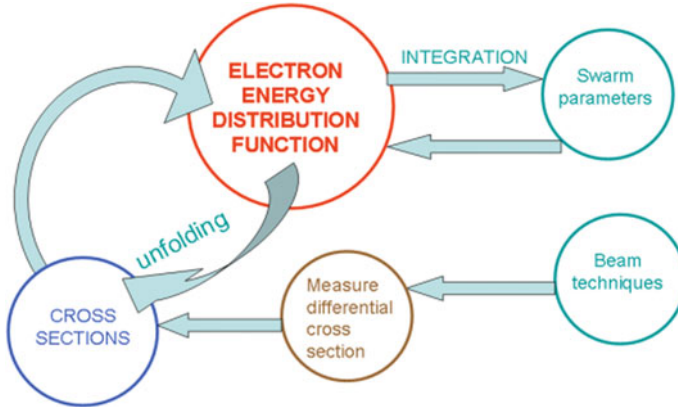 ELECTRON
ENERGY
DISTRIBUTION
FUNCTION
INTEGRATION
Swarm
parameters
unfolding
CROSS
SECTIONS
Measure
differential
cross
section
Beam
techniques